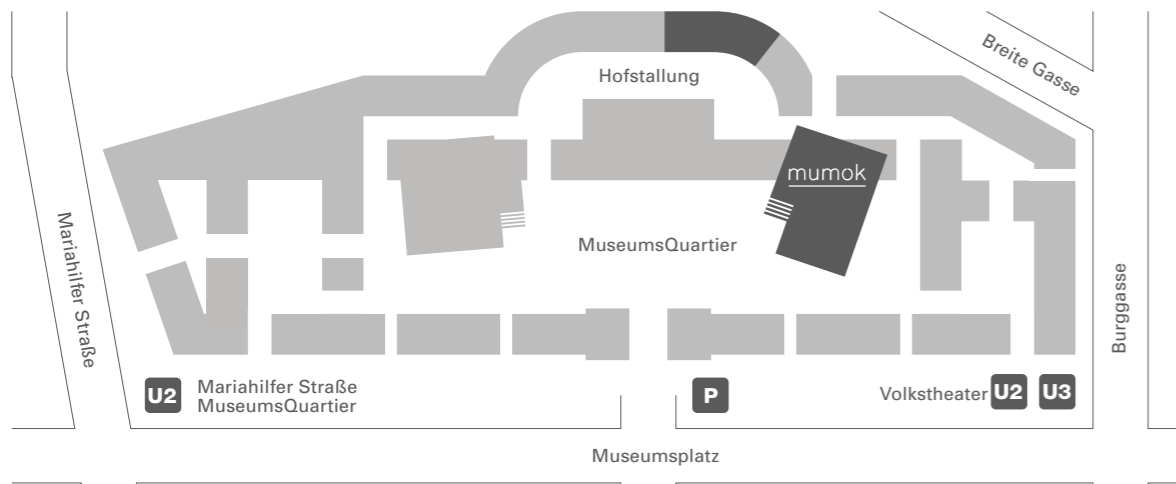 Breite Gasse
Hofstallung
mumok
MuseumsQuartier
Mariahilfer Straße
Burggasse
U2 Mariahilfer Straße
MuseumsQuartier
P
Volkstheater U2 U3
Museumsplatz